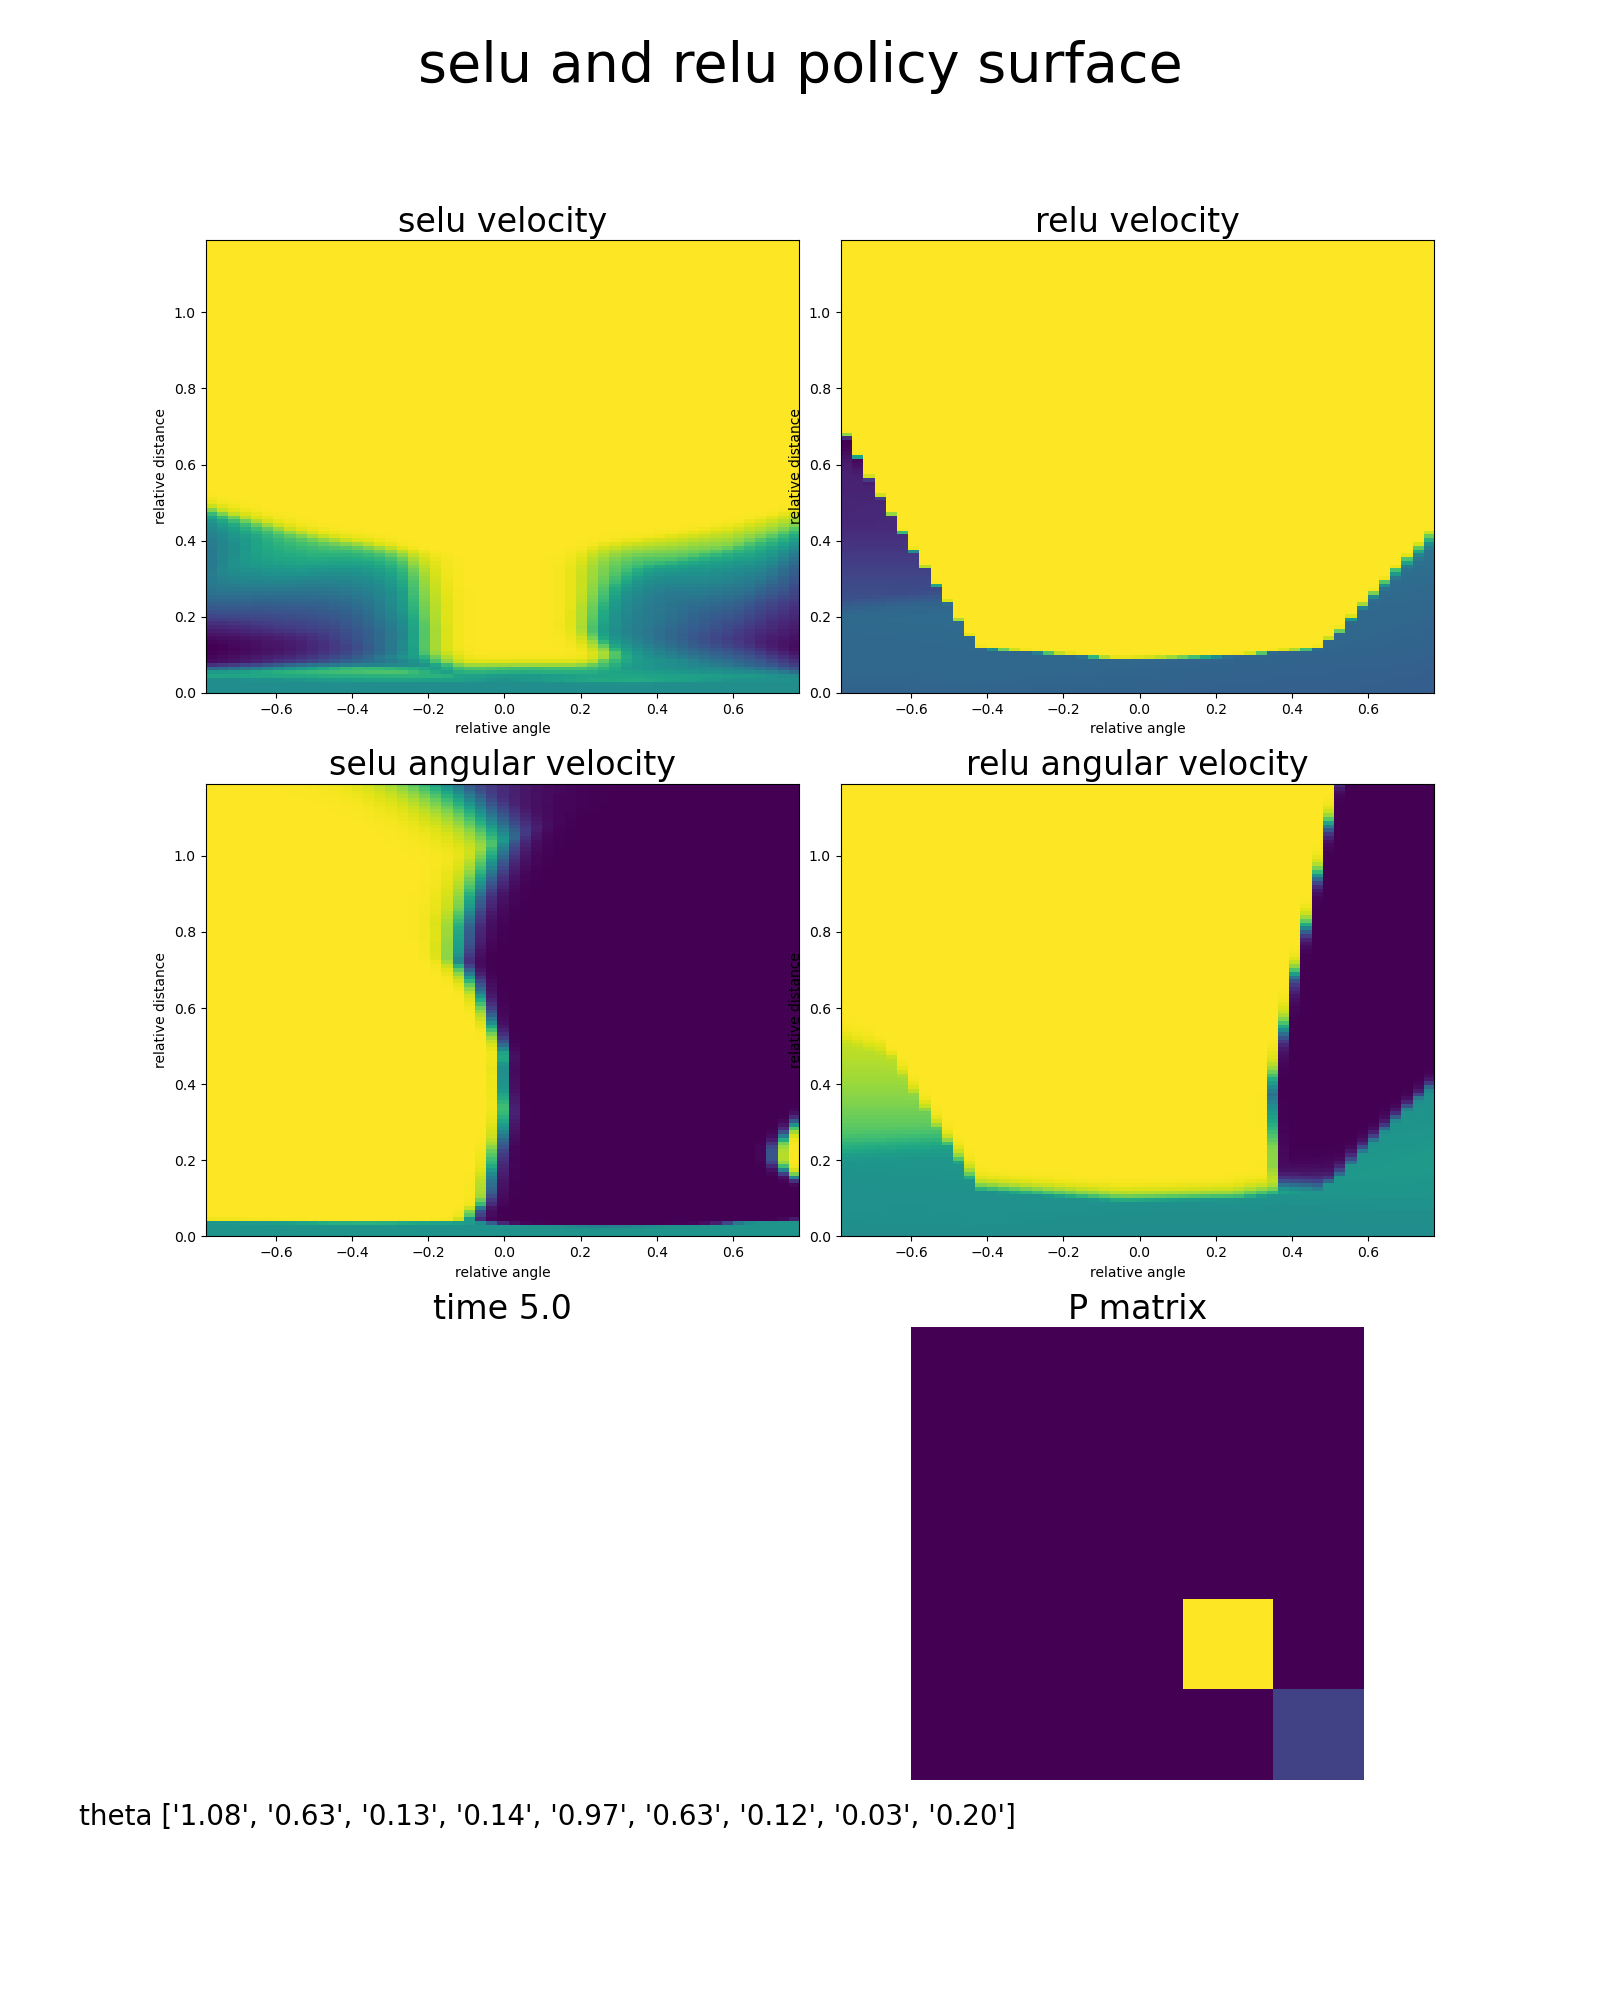 selu and relu policy surface
selu velocity
relative distance
1.0
0.8
0.6
0.4
0.2
0.0
−0.6 −0.4 −0.2 0.0 0.2 0.4 0.6
relative angle
relu velocity
relative distance
1.0
0.8
0.6
0.4
0.2
0.0
−0.6 −0.4 −0.2 0.0 0.2 0.4 0.6
relative angle
selu angular velocity
relative distance
1.0
0.8
0.6
0.4
0.2
0.0
−0.6 −0.4 −0.2 0.0 0.2 0.4 0.6
relative angle
relu angular velocity
relative distance
1.0
0.8
0.6
0.4
0.2
0.0
−0.6 −0.4 −0.2 0.0 0.2 0.4 0.6
relative angle
time 5.0
P matrix
theta ['1.08', '0.63', '0.13', '0.14', '0.97', '0.63', '0.12', '0.03', '0.20']